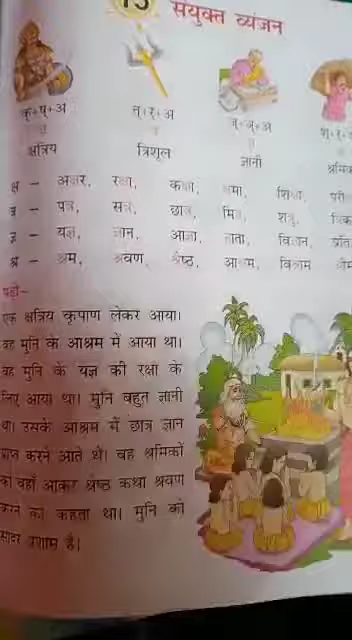 13 संयुक्त व्यंजन
क्+ष्+अ त्+र्+अ ज्+ञ्+अ
क्षत्रिय त्रिशूल ज्ञानी श्रमिक
क्ष – अक्षर, रक्षा, कक्षा, क्षमा, शिक्षा,
त्र – पत्र, सत्र, छात्र, मित्र, शत्रु,
ज्ञ – यज्ञ, ज्ञान, आज्ञा, ज्ञाता, विज्ञान,
श्र – श्रम, श्रवण, श्रेष्ठ, आश्रम, विश्राम
पढ़ो–
एक क्षत्रिय कृपाण लेकर आया।
वह मुनि के आश्रम में आया था।
वह मुनि के यज्ञ की रक्षा के
लिए आया था। मुनि बहुत ज्ञानी
था। उसके आश्रम में छात्र ज्ञान
प्राप्त करने आते थे। वह श्रमिकों
को वहाँ आकर श्रेष्ठ कथा श्रवण
करने को कहता था। मुनि को
सादर प्रणाम है।